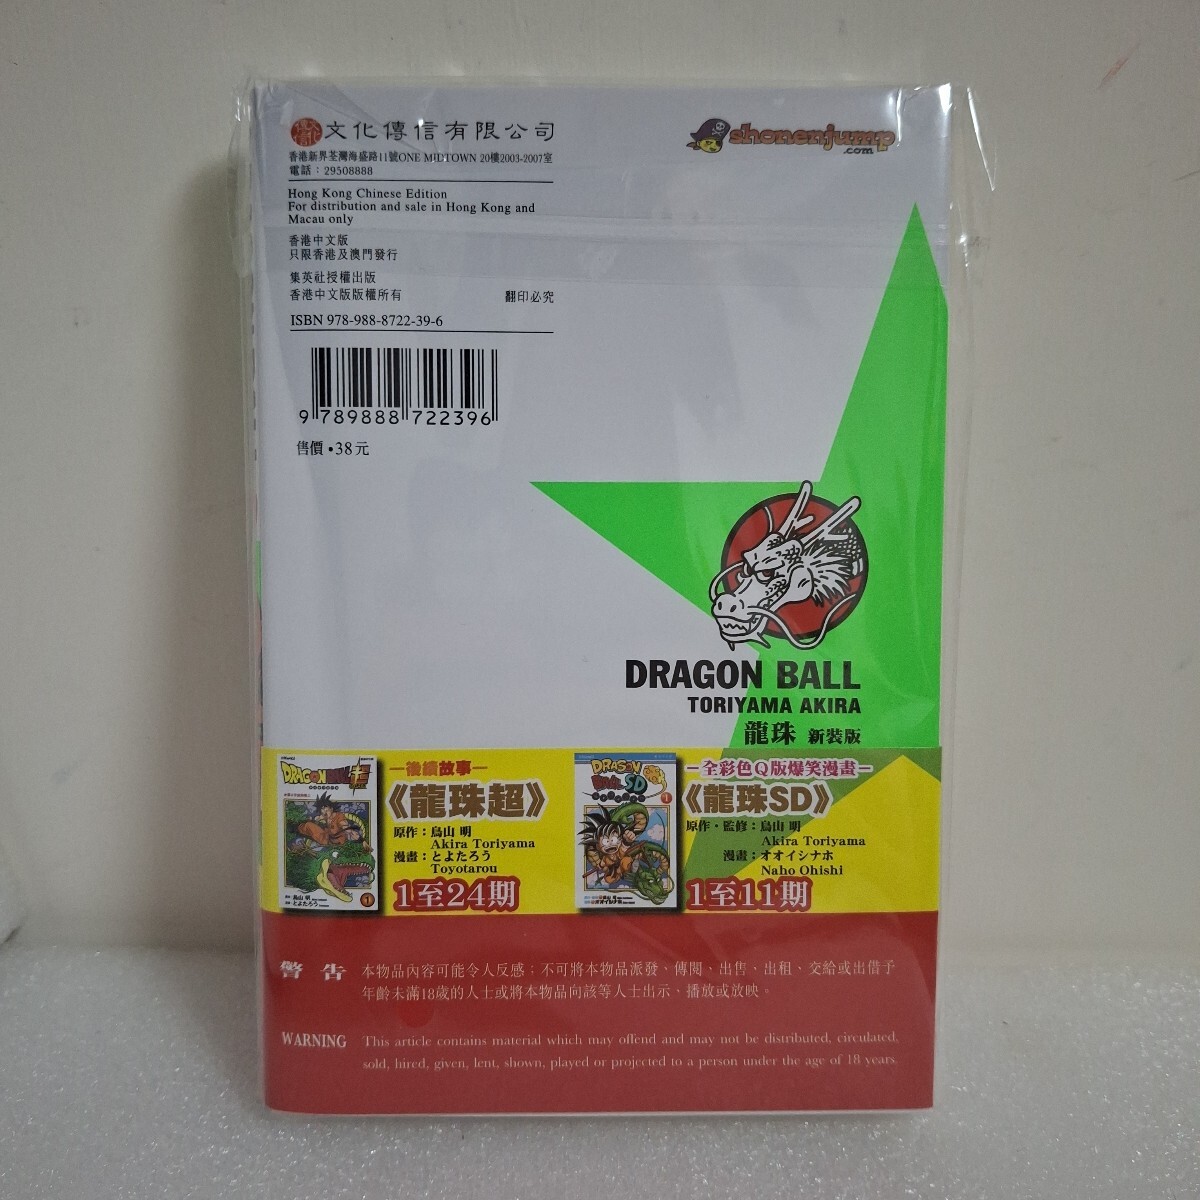 文化傳信有限公司
香港新界荃灣海盛路11號ONE MIDTOWN 20樓2003-2007室
電話：29508888
Hong Kong Chinese Edition
For distribution and sale in Hong Kong and
Macau only
香港中文版
只限香港及澳門發行
集英社授權出版
香港中文版版權所有 翻印必究
ISBN 978-988-8722-39-6
9 789888 722396
售價•38元
shonenjump
.com
DRAGON BALL
TORIYAMA AKIRA
龍珠 新裝版
DRAGON BALL 超
1
—後續故事—
《龍珠超》
原作：鳥山 明
Akira Toriyama
漫畫：とよたろう
Toyotarou
1至24期
DRAGON
BALL SD
1
—全彩色Q版爆笑漫畫—
《龍珠SD》
原作・監修：鳥山 明
Akira Toriyama
漫畫：オオイシナホ
Naho Ohishi
1至11期
警告 本物品內容可能令人反感；不可將本物品派發、傳閱、出售、出租、交給或出借予
年齡未滿18歲的人士或將本物品向該等人士出示、播放或放映。
WARNING This article contains material which may offend and may not be distributed, circulated,
sold, hired, given, lent, shown, played or projected to a person under the age of 18 years.